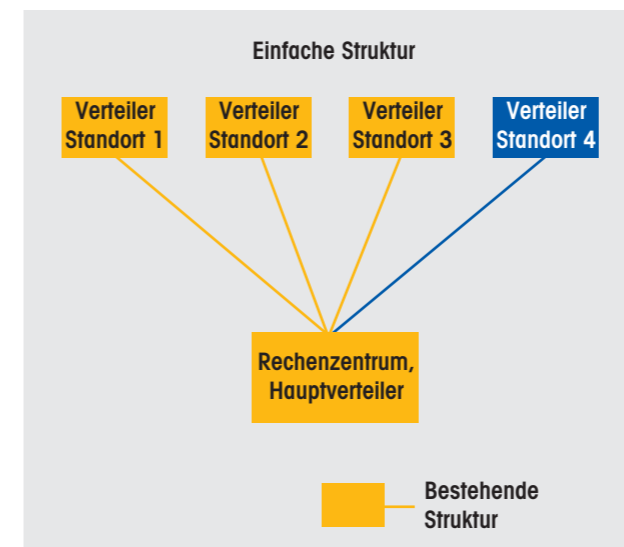 Einfache Struktur
Verteiler
Standort 1
Verteiler
Standort 2
Verteiler
Standort 3
Verteiler
Standort 4
Rechenzentrum,
Hauptverteiler
Bestehende
Struktur